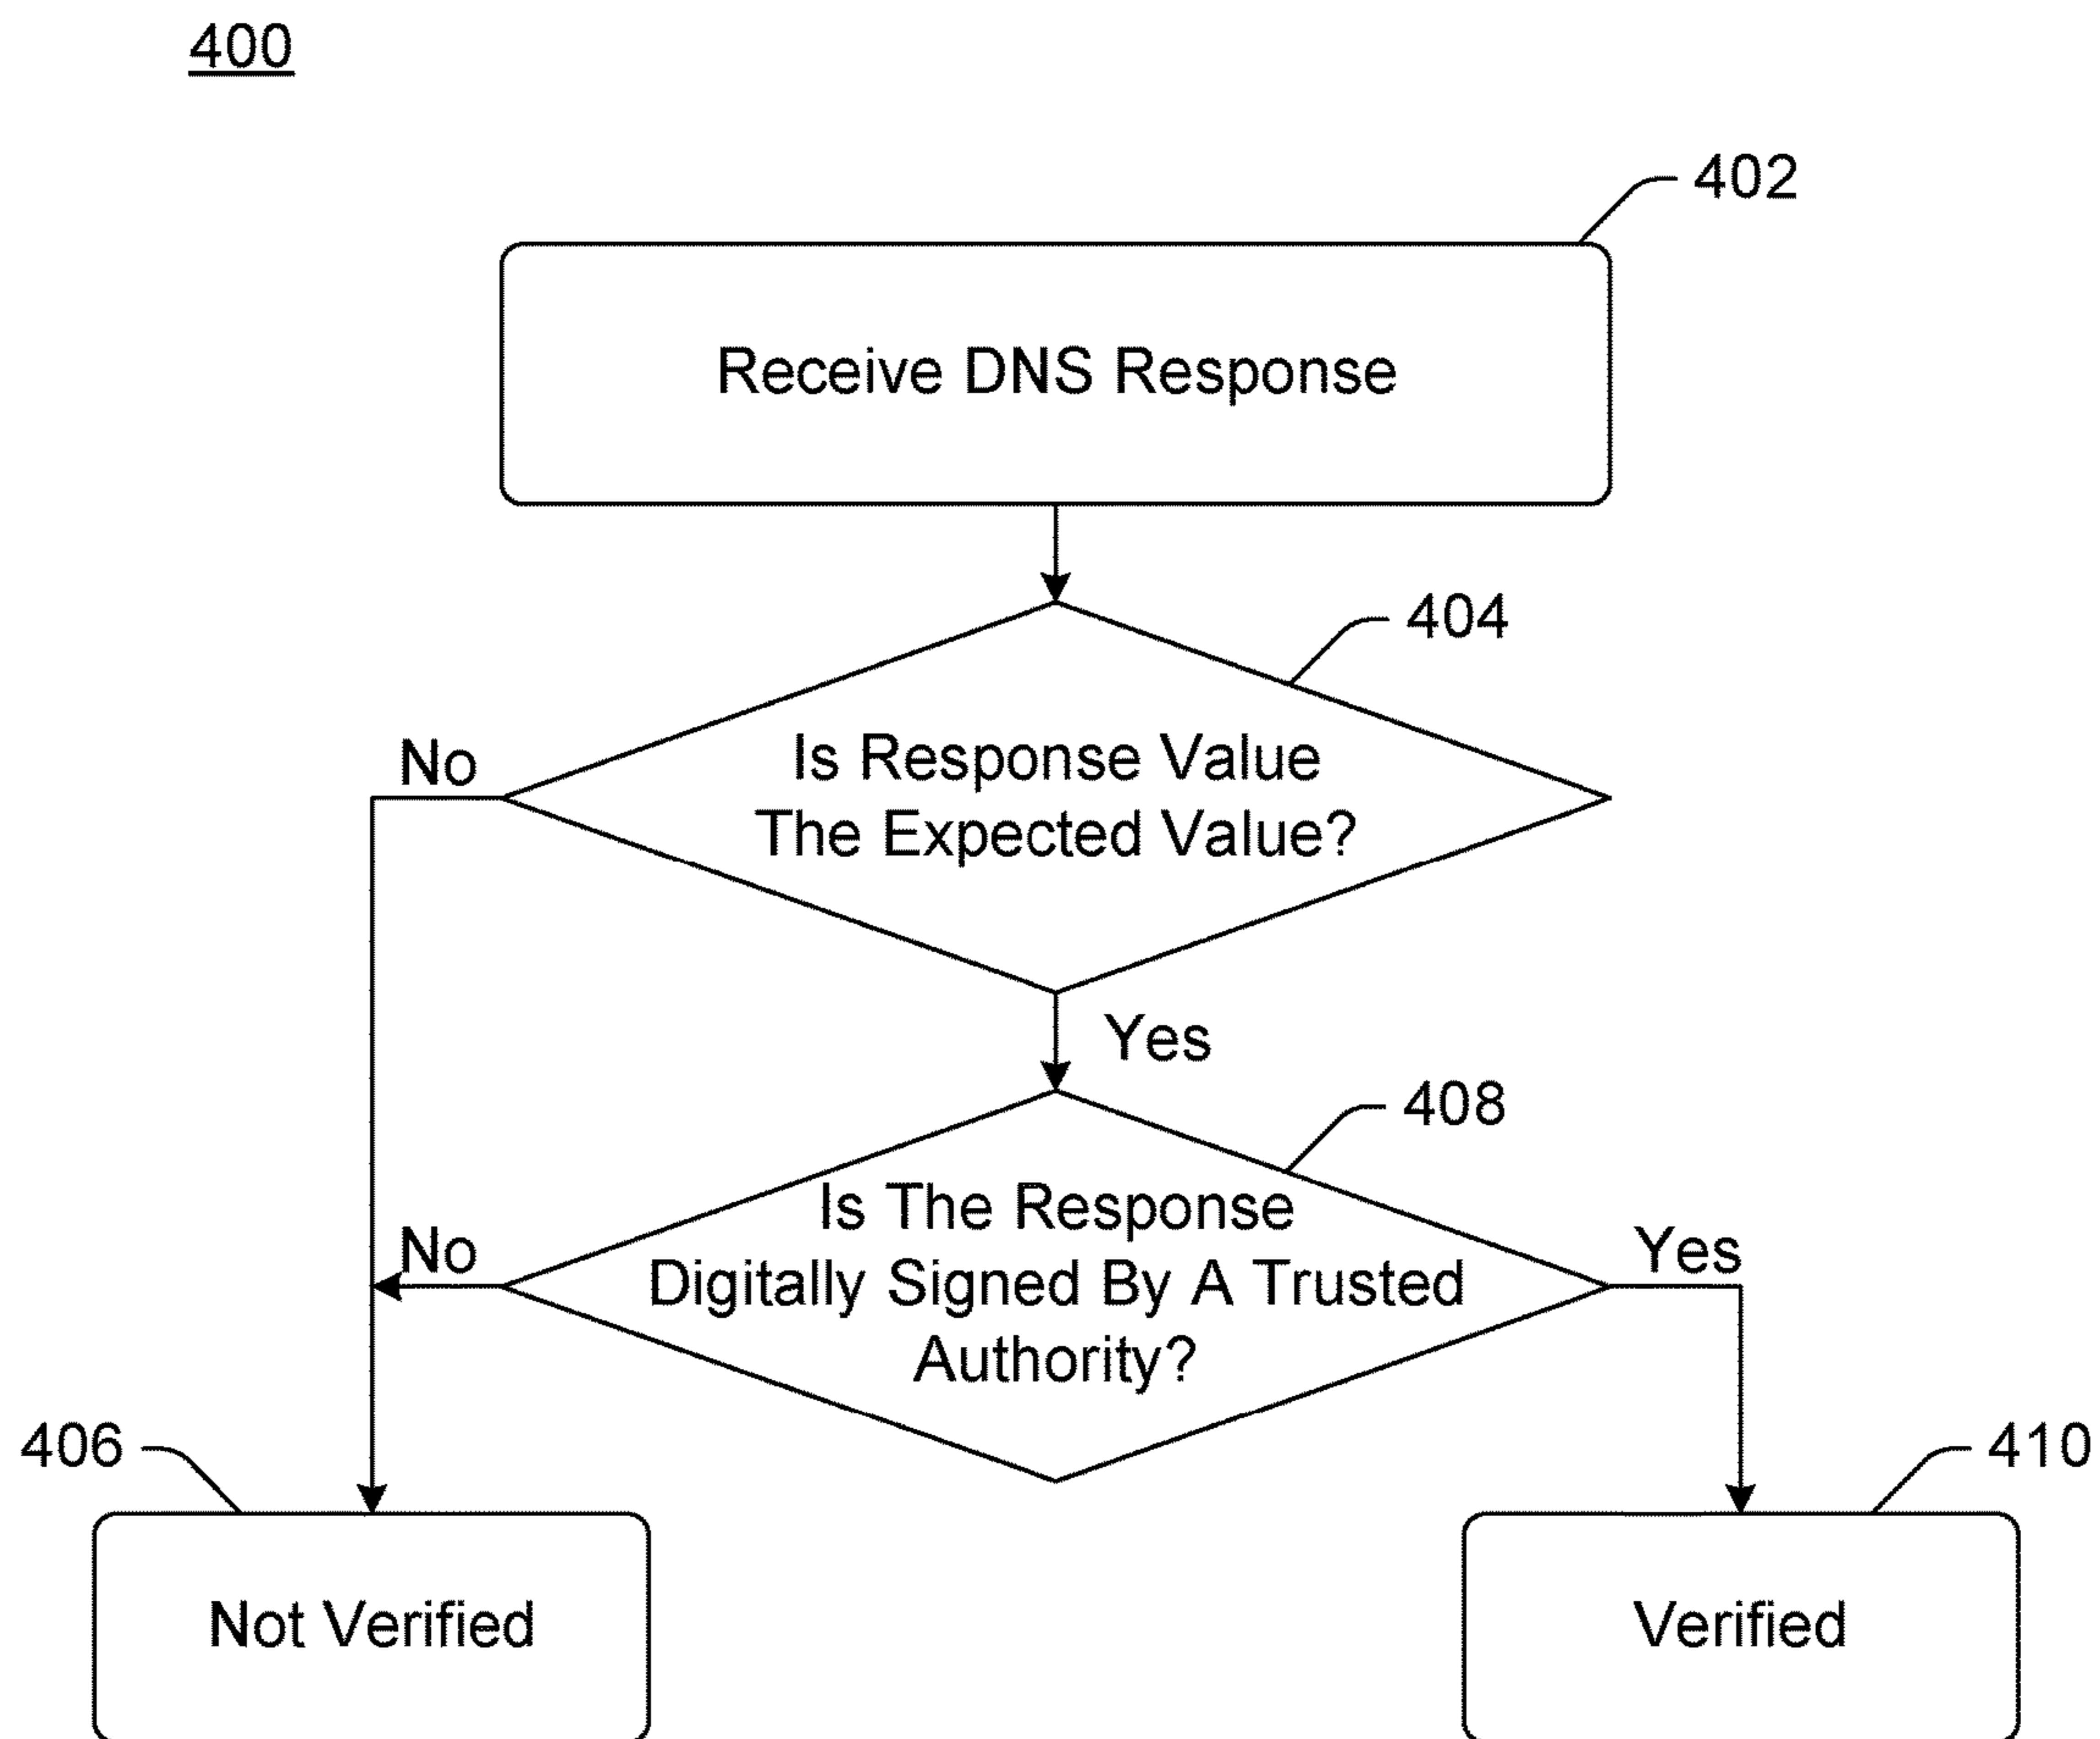 400
402
Receive DNS Response
404
No
Is Response Value
The Expected Value?
Yes
408
No
Is The Response
Digitally Signed By A Trusted
Authority?
Yes
406
410
Not Verified
Verified